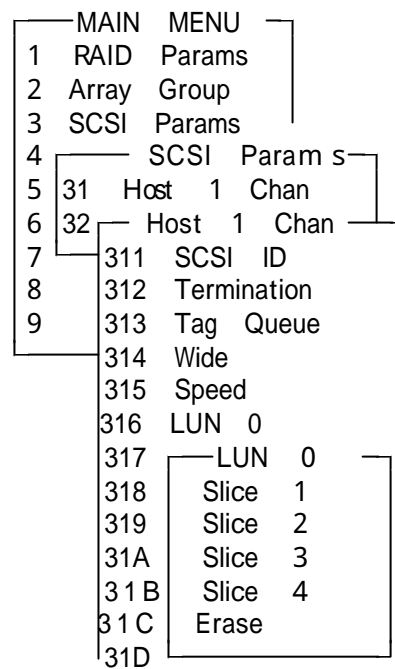 MAIN MENU
1 RAID Params
2 Array Group
3 SCSI Params
4 SCSI Params
5 31 Host 1 Chan
6 32 Host 1 Chan
7 311 SCSI ID
8 312 Termination
9 313 Tag Queue
314 Wide
315 Speed
316 LUN 0
317 LUN 0
318 Slice 1
319 Slice 2
31A Slice 3
31B Slice 4
31C Erase
31D